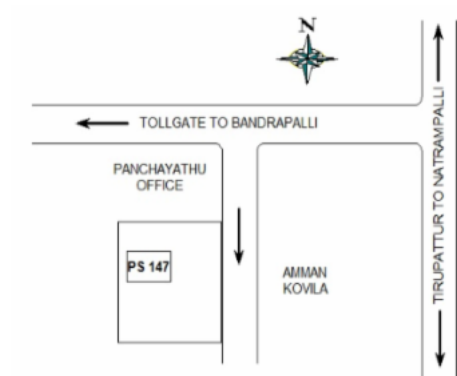 N
TOLLGATE TO BANDRAPALLI
PANCHAYATHU
OFFICE
PS 147
AMMAN
KOVILA
TIRUPATTUR TO NATRAMPALLI